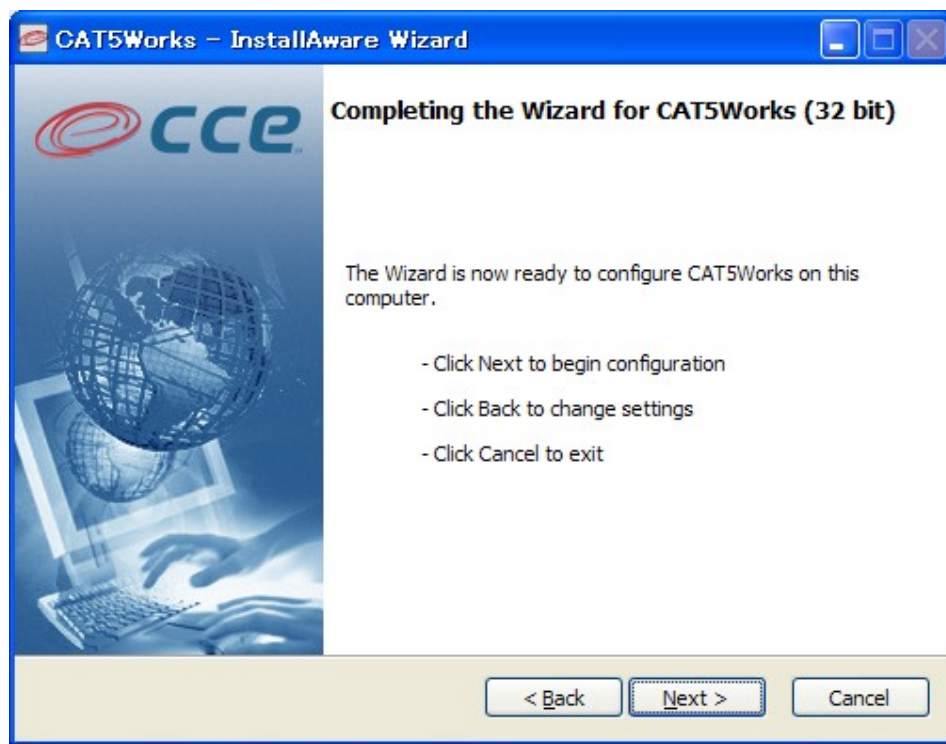 CAT5Works - InstallAware Wizard
cce
Completing the Wizard for CAT5Works (32 bit)
The Wizard is now ready to configure CAT5Works on this
computer.
- Click Next to begin configuration
- Click Back to change settings
- Click Cancel to exit
< Back
Next >
Cancel